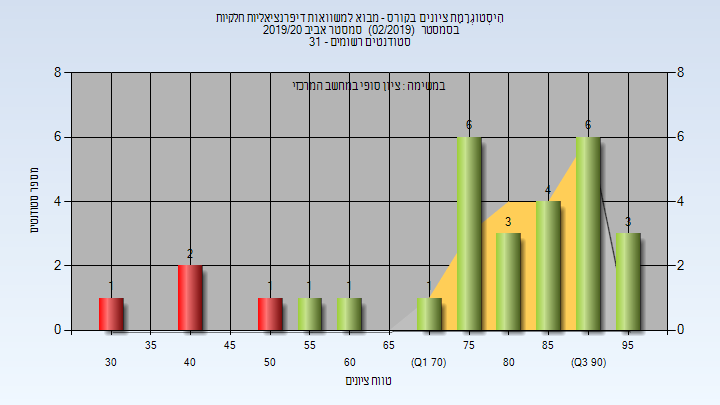 הִיסְטוֹגְרָמַת ציונים בקורס - מבוא למשוואות דיפרנציאליות חלקיות
בסמסטר (02/2019) סמסטר אביב 2019/20
סטודנטים רשומים - 31
במשימה : ציון סופי במחשב המרכזי
מספר סטודנטים
8 8
6 6
4 4
2 2
0 0
1 2 1 1 1 1 6 3 4 6 3
35 45 55 65 75 85 95
30 40 50 60 (Q1 70) 80 (Q3 90)
טווח ציונים